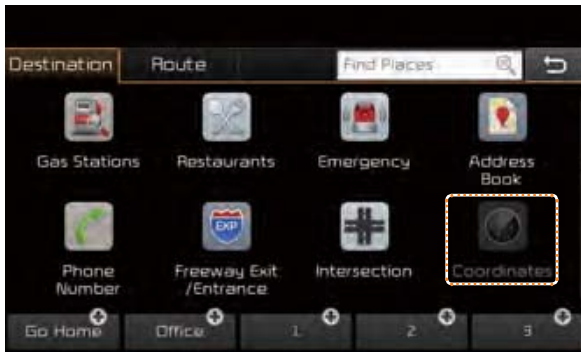 Destination Route Find Places
Gas Stations Restaurants Emergency Address
Book
EXP
Phone Freeway Exit Intersection Coordinates
Number /Entrance
Go Home Office 1 2 3